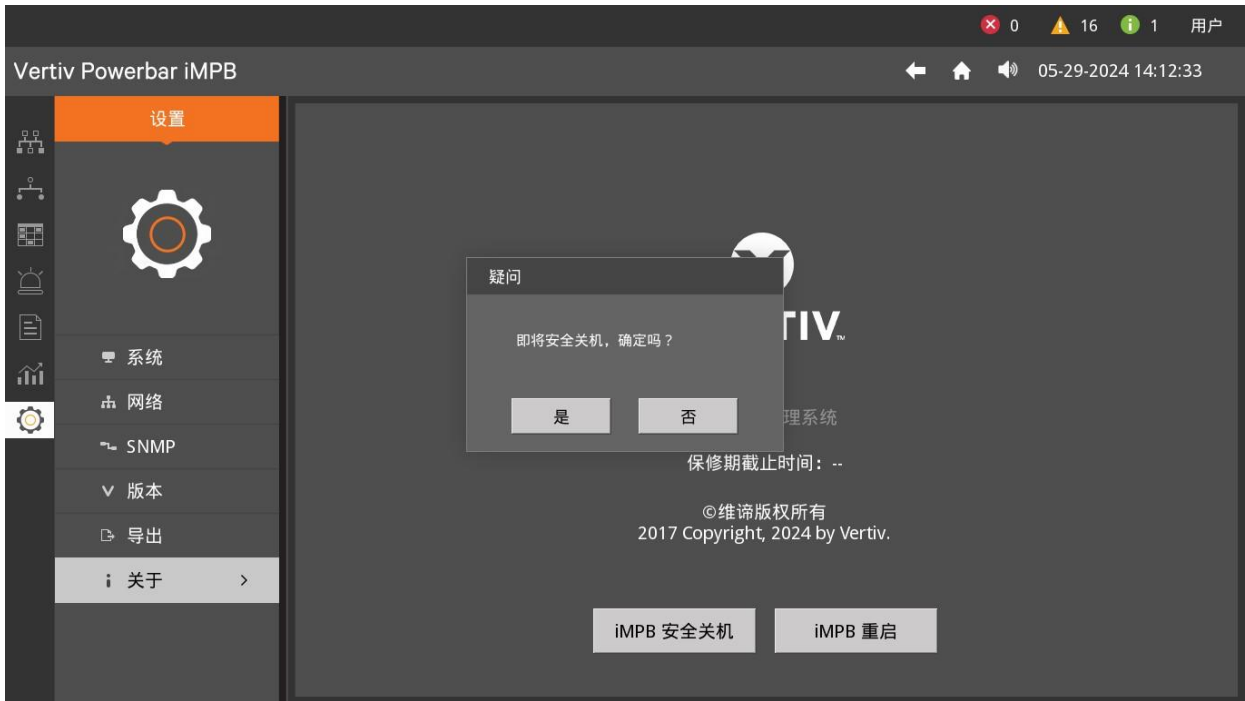 0 16 1 用户
Vertiv Powerbar iMPB 05-29-2024 14:12:33
设置
系统
网络
SNMP
版本
导出
关于
疑问
即将安全关机，确定吗？
是 否
TIV™
理系统
保修期截止时间：--
©维谛版权所有
2017 Copyright, 2024 by Vertiv.
iMPB 安全关机 iMPB 重启